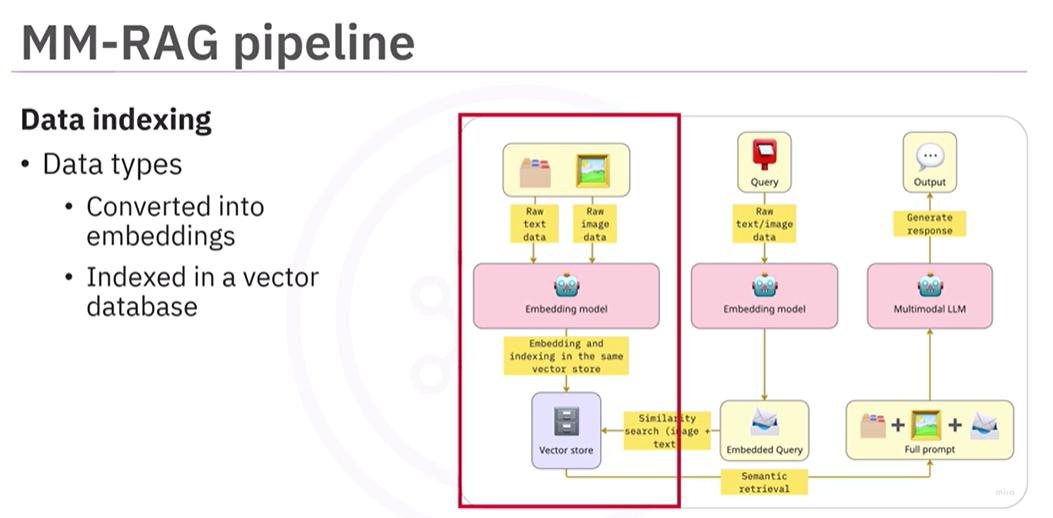 MM-RAG pipeline
Data indexing
• Data types
• Converted into
embeddings
• Indexed in a vector
database
Raw
text
data
Raw
image
data
Embedding model
Embedding and
indexing in the same
vector store
Vector store
Query
Raw
text/image
data
Embedding model
Embedded Query
Similarity
search (image +
text)
Semantic
retrieval
Output
Generate
response
Multimodal LLM
+ +
Full prompt
miro